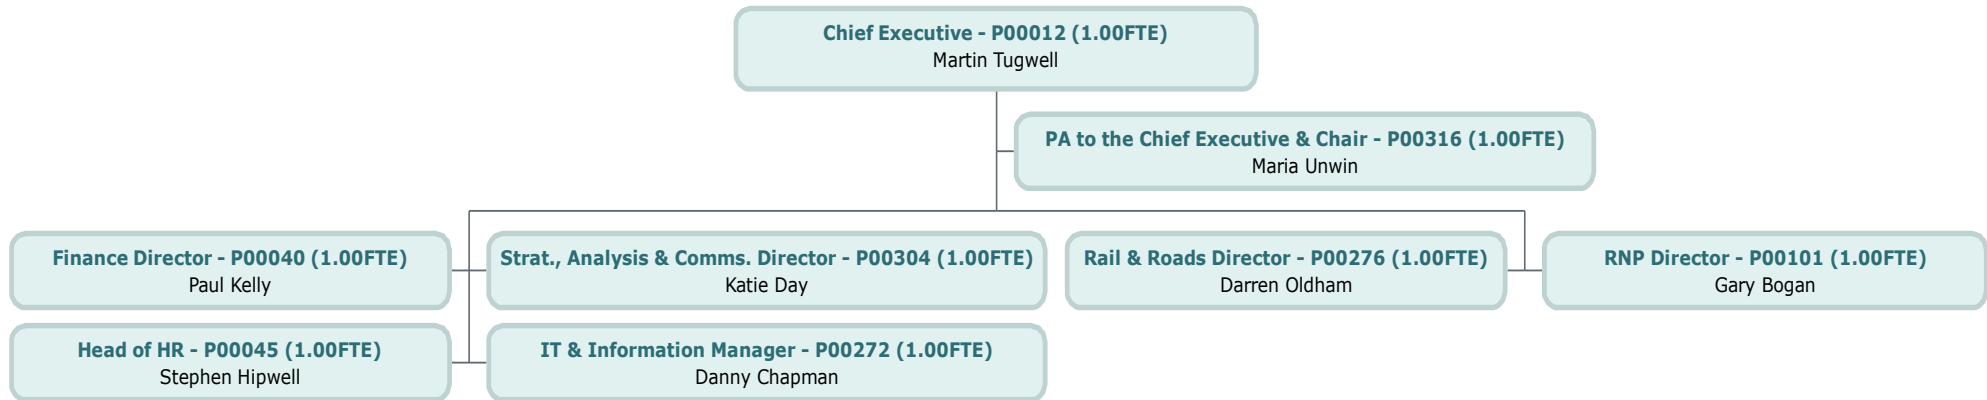 Chief Executive - P00012 (1.00FTE)
Martin Tugwell
PA to the Chief Executive & Chair - P00316 (1.00FTE)
Maria Unwin
Finance Director - P00040 (1.00FTE)
Paul Kelly
Strat., Analysis & Comms. Director - P00304 (1.00FTE)
Katie Day
Rail & Roads Director - P00276 (1.00FTE)
Darren Oldham
RNP Director - P00101 (1.00FTE)
Gary Bogan
Head of HR - P00045 (1.00FTE)
Stephen Hipwell
IT & Information Manager - P00272 (1.00FTE)
Danny Chapman